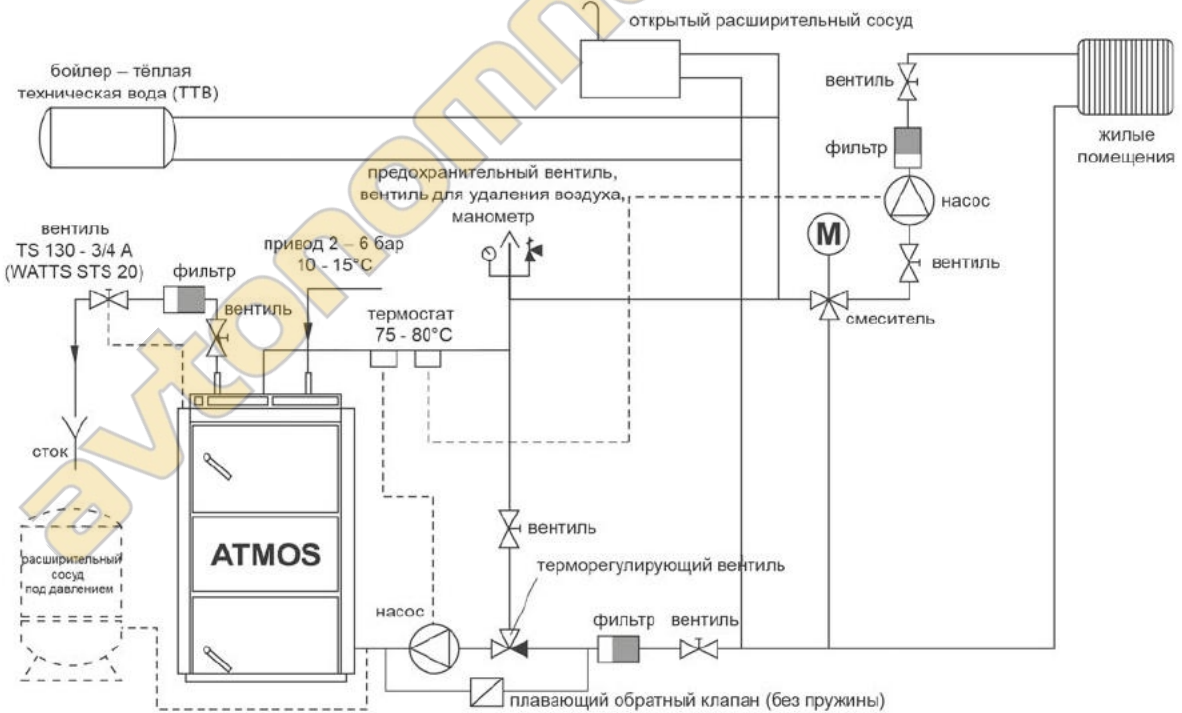 открытый расширительный сосуд
бойлер – тёплая
техническая вода (ТТВ)
вентиль
фильтр
жилые
помещения
предохранительный вентиль,
вентиль для удаления воздуха,
манометр
насос
вентиль
TS 130 - 3/4 A
(WATTS STS 20)
фильтр
привод 2 – 6 бар
10 - 15°C
M
вентиль
вентиль
термостат
75 - 80°C
смеситель
сток
вентиль
ATMOS
расширительный
сосуд
под давлением
терморегулирующий вентиль
насос
фильтр
вентиль
плавающий обратный клапан (без пружины)